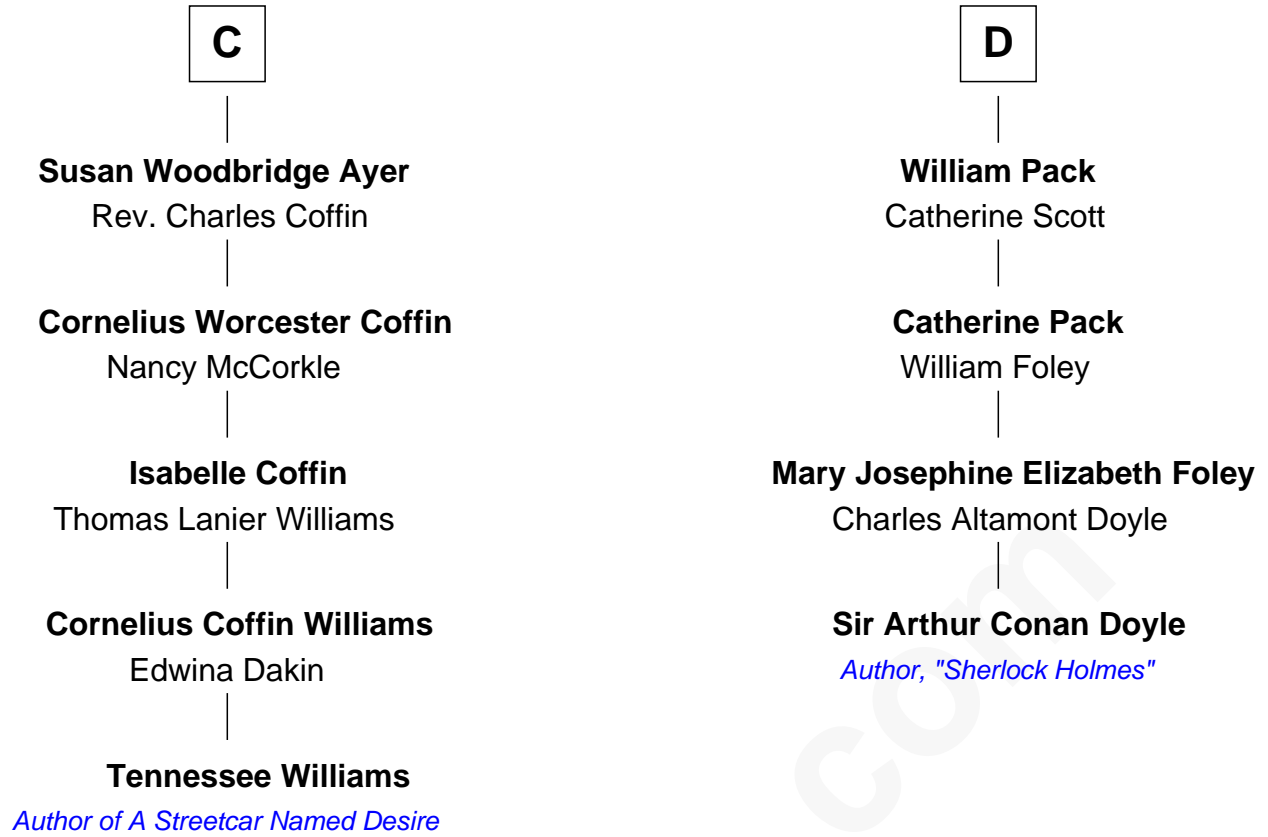 C
Susan Woodbridge Ayer
Rev. Charles Coffin
Cornelius Worcester Coffin
Nancy McCorkle
Isabelle Coffin
Thomas Lanier Williams
Cornelius Coffin Williams
Edwina Dakin
Tennessee Williams
Author of A Streetcar Named Desire
D
William Pack
Catherine Scott
Catherine Pack
William Foley
Mary Josephine Elizabeth Foley
Charles Altamont Doyle
Sir Arthur Conan Doyle
Author, "Sherlock Holmes"
com